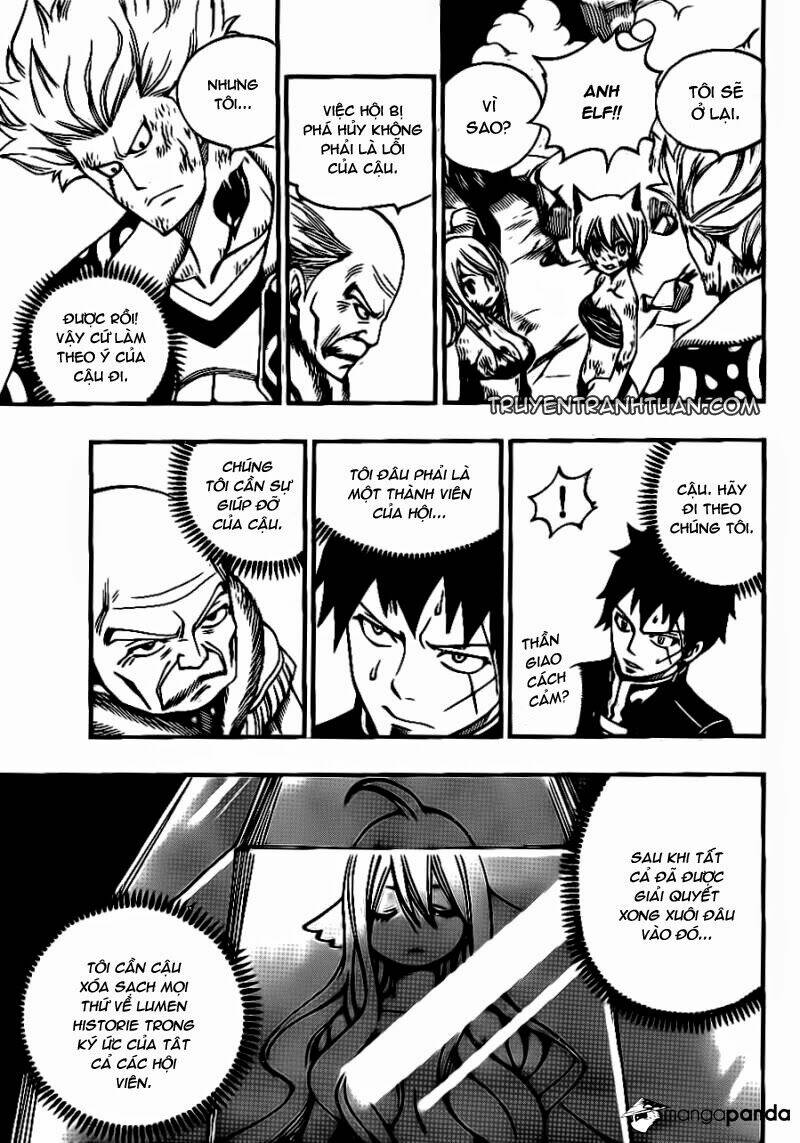 TÔI SẼ
Ở LẠI.
ANH
ELF!!
VÌ
SAO?
VIỆC HỘI BỊ
PHÁ HỦY KHÔNG
PHẢI LÀ LỖI
CỦA CẬU.
NHƯNG
TÔI...
ĐƯỢC RỒI!
VẬY CỨ LÀM
THEO Ý CỦA
CẬU ĐI.
TRUYENTRANHTUAN.COM
CẬU. HÃY
ĐI THEO
CHÚNG TÔI.
!
THẦN
GIAO
CÁCH
CẢM?
TÔI ĐÂU PHẢI LÀ
MỘT THÀNH VIÊN
CỦA HỘI...
CHÚNG
TÔI CẦN SỰ
GIÚP ĐỠ
CỦA CẬU.
SAU KHI TẤT
CẢ ĐÃ ĐƯỢC
GIẢI QUYẾT
XONG XUÔI ĐÂU
VÀO ĐÓ...
TÔI CẦN CẬU
XÓA SẠCH MỌI
THỨ VỀ LUMEN
HISTORIE TRONG
KÝ ỨC CỦA TẤT
CẢ CÁC HỘI
VIÊN.
mangapanda